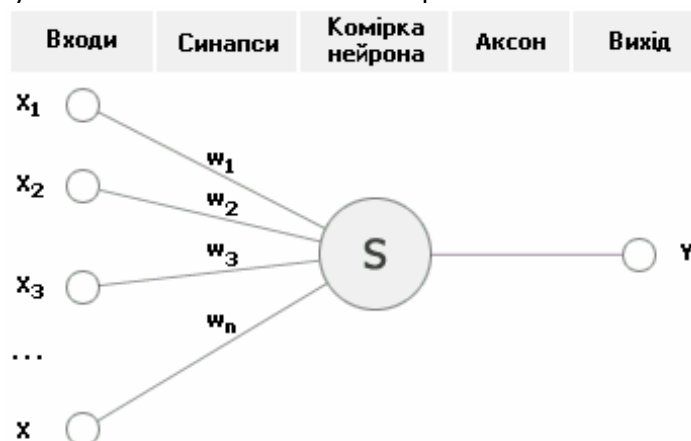 Входи Синапси Комірка нейрона Аксон Вихід
X1
w1
X2
w2
w3
X3
wn
...
X
S
Y